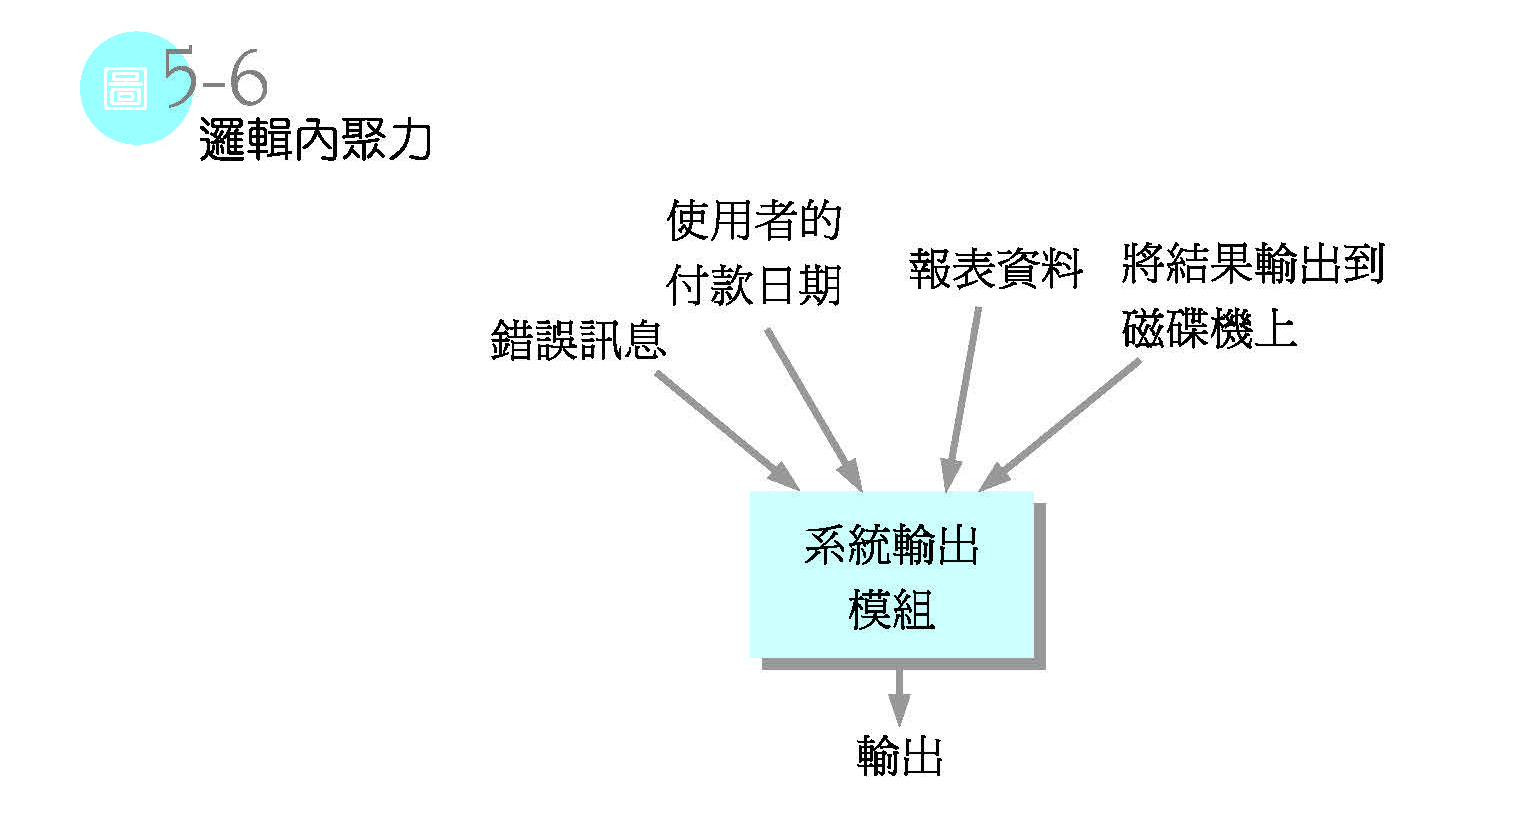 圖 5-6
邏輯內聚力
使用者的
付款日期
報表資料
將結果輸出到
磁碟機上
錯誤訊息
系統輸出
模組
輸出